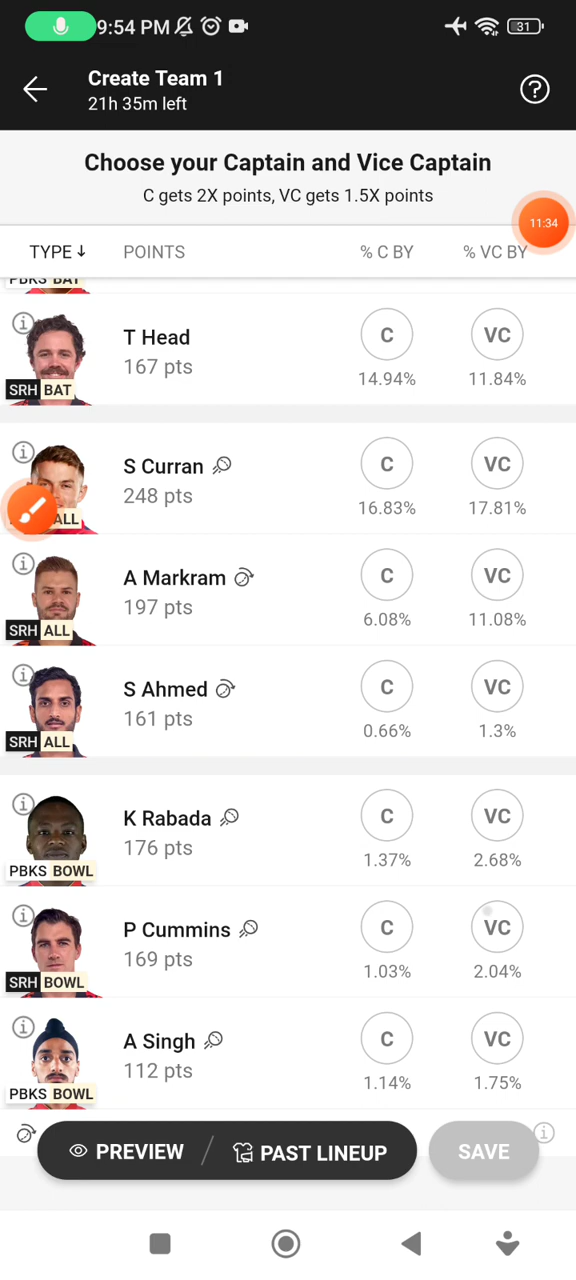 9:54 PM 31
Create Team 1
21h 35m left
Choose your Captain and Vice Captain
C gets 2X points, VC gets 1.5X points
11:34
TYPE ↓ POINTS % C BY % VC BY
PBKS BAT
T Head C VC
167 pts
14.94% 11.84%
SRH BAT
S Curran C VC
248 pts
16.83% 17.81%
ALL
A Markram C VC
197 pts
6.08% 11.08%
SRH ALL
S Ahmed C VC
161 pts
0.66% 1.3%
SRH ALL
K Rabada C VC
176 pts
1.37% 2.68%
PBKS BOWL
P Cummins C VC
169 pts
1.03% 2.04%
SRH BOWL
A Singh C VC
112 pts
1.14% 1.75%
PBKS BOWL
PREVIEW / PAST LINEUP SAVE